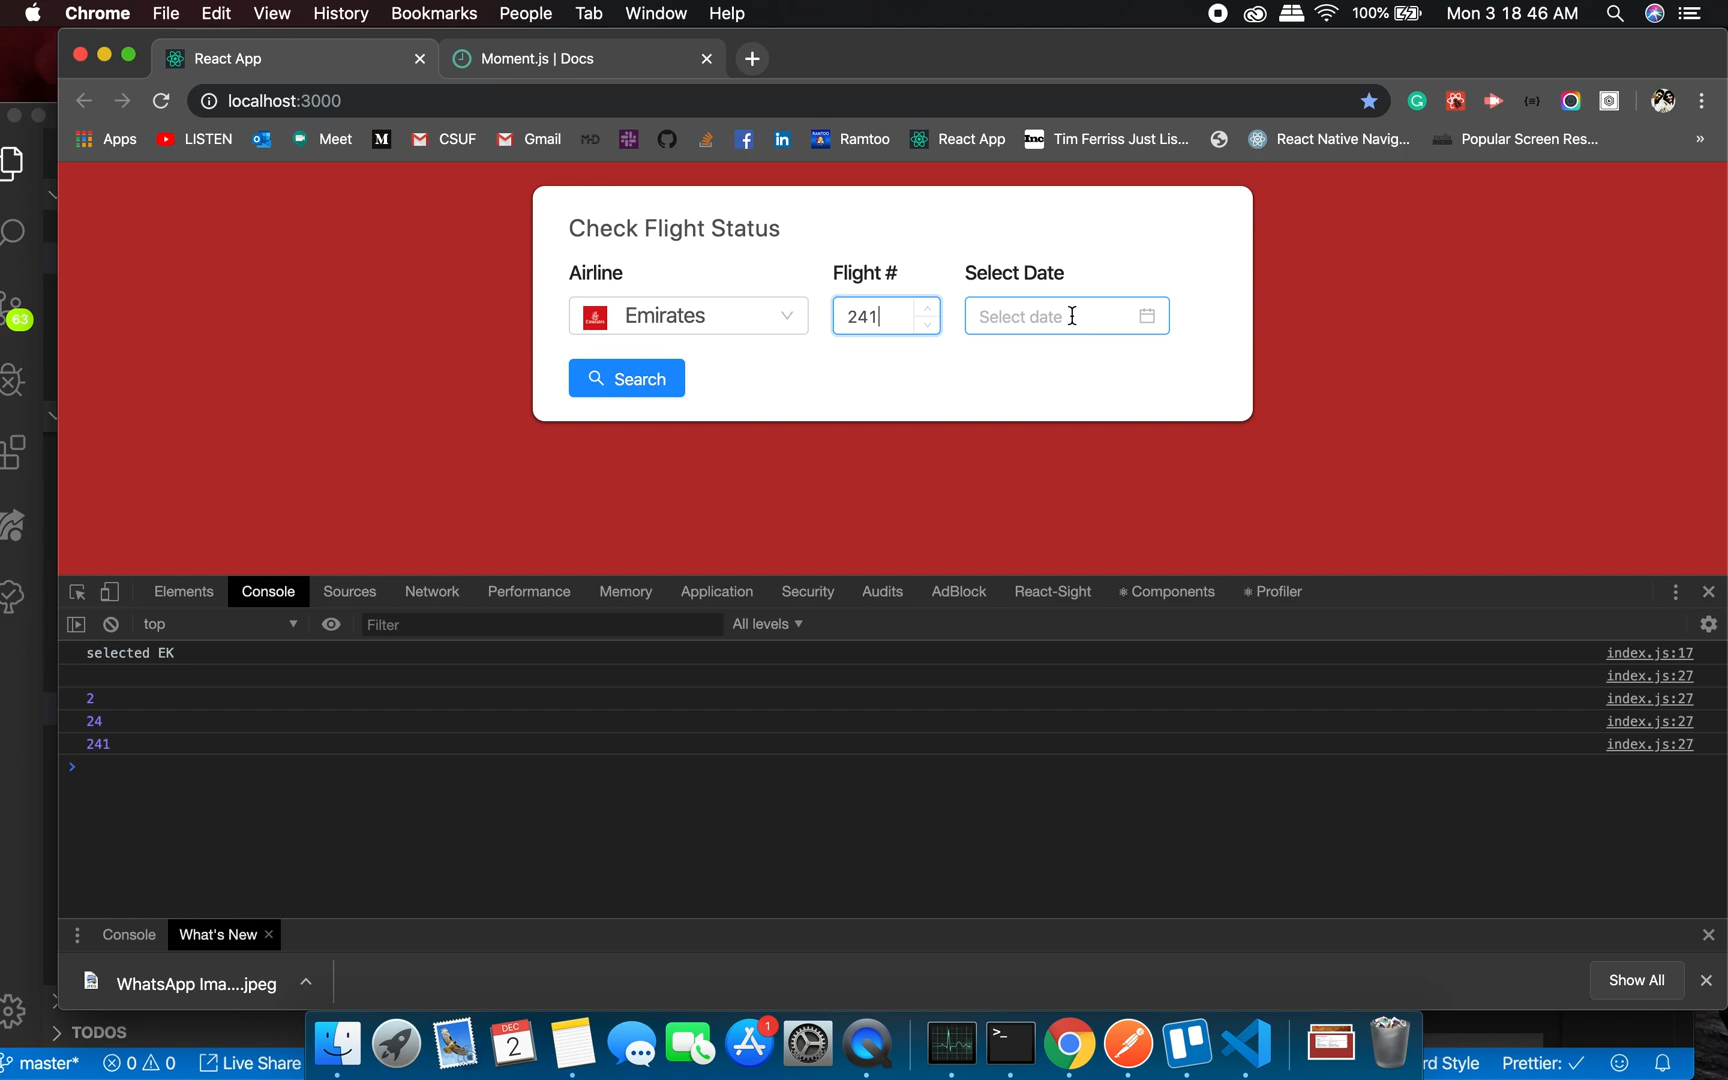 Chrome File Edit View History Bookmarks People Tab Window Help 100% Mon 3 18 46 AM
React App Moment.js | Docs
localhost:3000
Apps LISTEN Meet M CSUF Gmail Ramtoo React App Inc Tim Ferriss Just Lis... React Native Navig... Popular Screen Res... »
63
Check Flight Status
Airline Flight # Select Date
Emirates 241 Select date
Search
Elements Console Sources Network Performance Memory Application Security Audits AdBlock React-Sight Components Profiler
top Filter All levels
selected EK index.js:17
index.js:27
2 index.js:27
24 index.js:27
241 index.js:27
Console What's New
WhatsApp Ima....jpeg Show All
TODOS
DEC 2 1
master* 0 0 Live Share rd Style Prettier: ✓